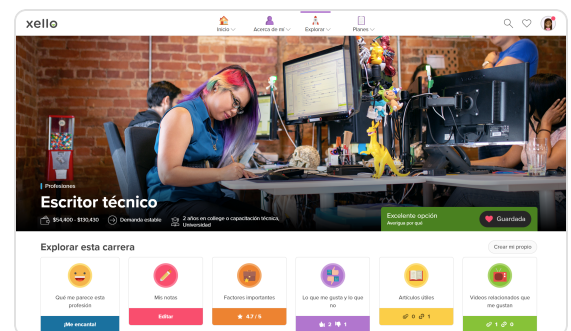 xello
Inicio
Acerca de mí
Explorar
Planes
Profesiones
Escritor técnico
$54,400 - $130,430
Demanda estable
2 años en college o capacitación técnica,
Universidad
Excelente opción
Averigua por qué
Guardada
Explorar esta carrera
Crear mi propio
Qué me parece esta
profesión
¡Me encanta!
Mis notas
Editar
Factores importantes
4.7 / 5
Lo que me gusta y lo que
no
2
1
Artículos útiles
0
1
Videos relacionados que
me gustan
1
0